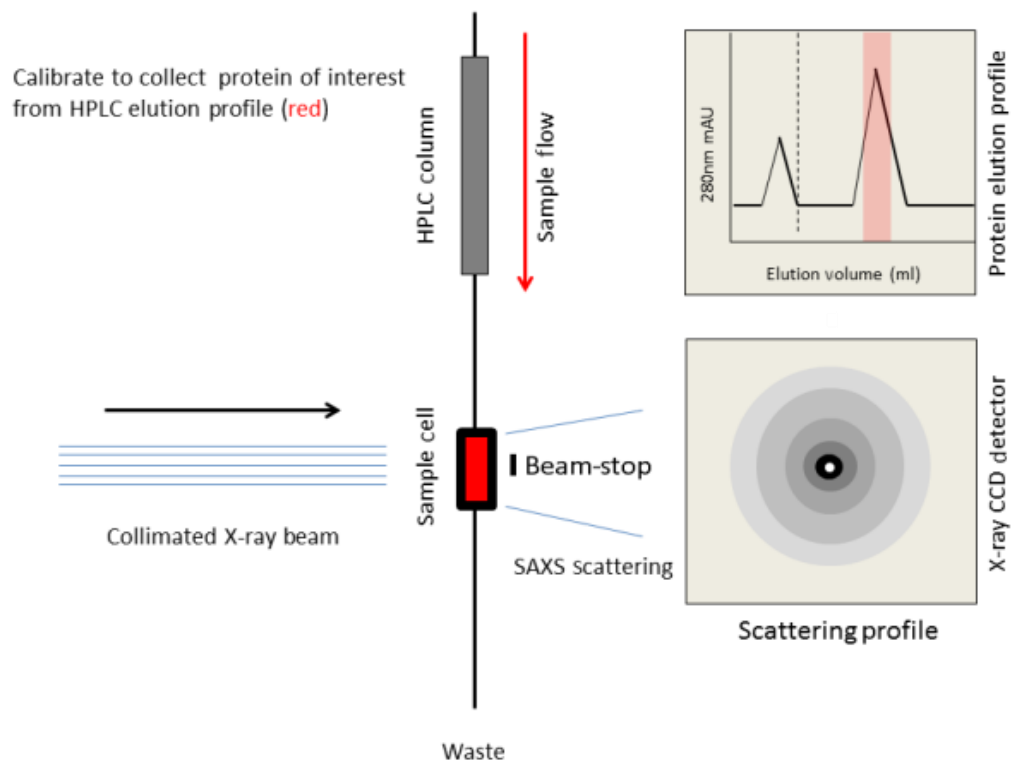 Calibrate to collect protein of interest
from HPLC elution profile (red)
HPLC column
Sample flow
280nm mAU
Elution volume (ml)
Protein elution profile
Collimated X-ray beam
Sample cell
Beam-stop
SAXS scattering
X-ray CCD detector
Scattering profile
Waste